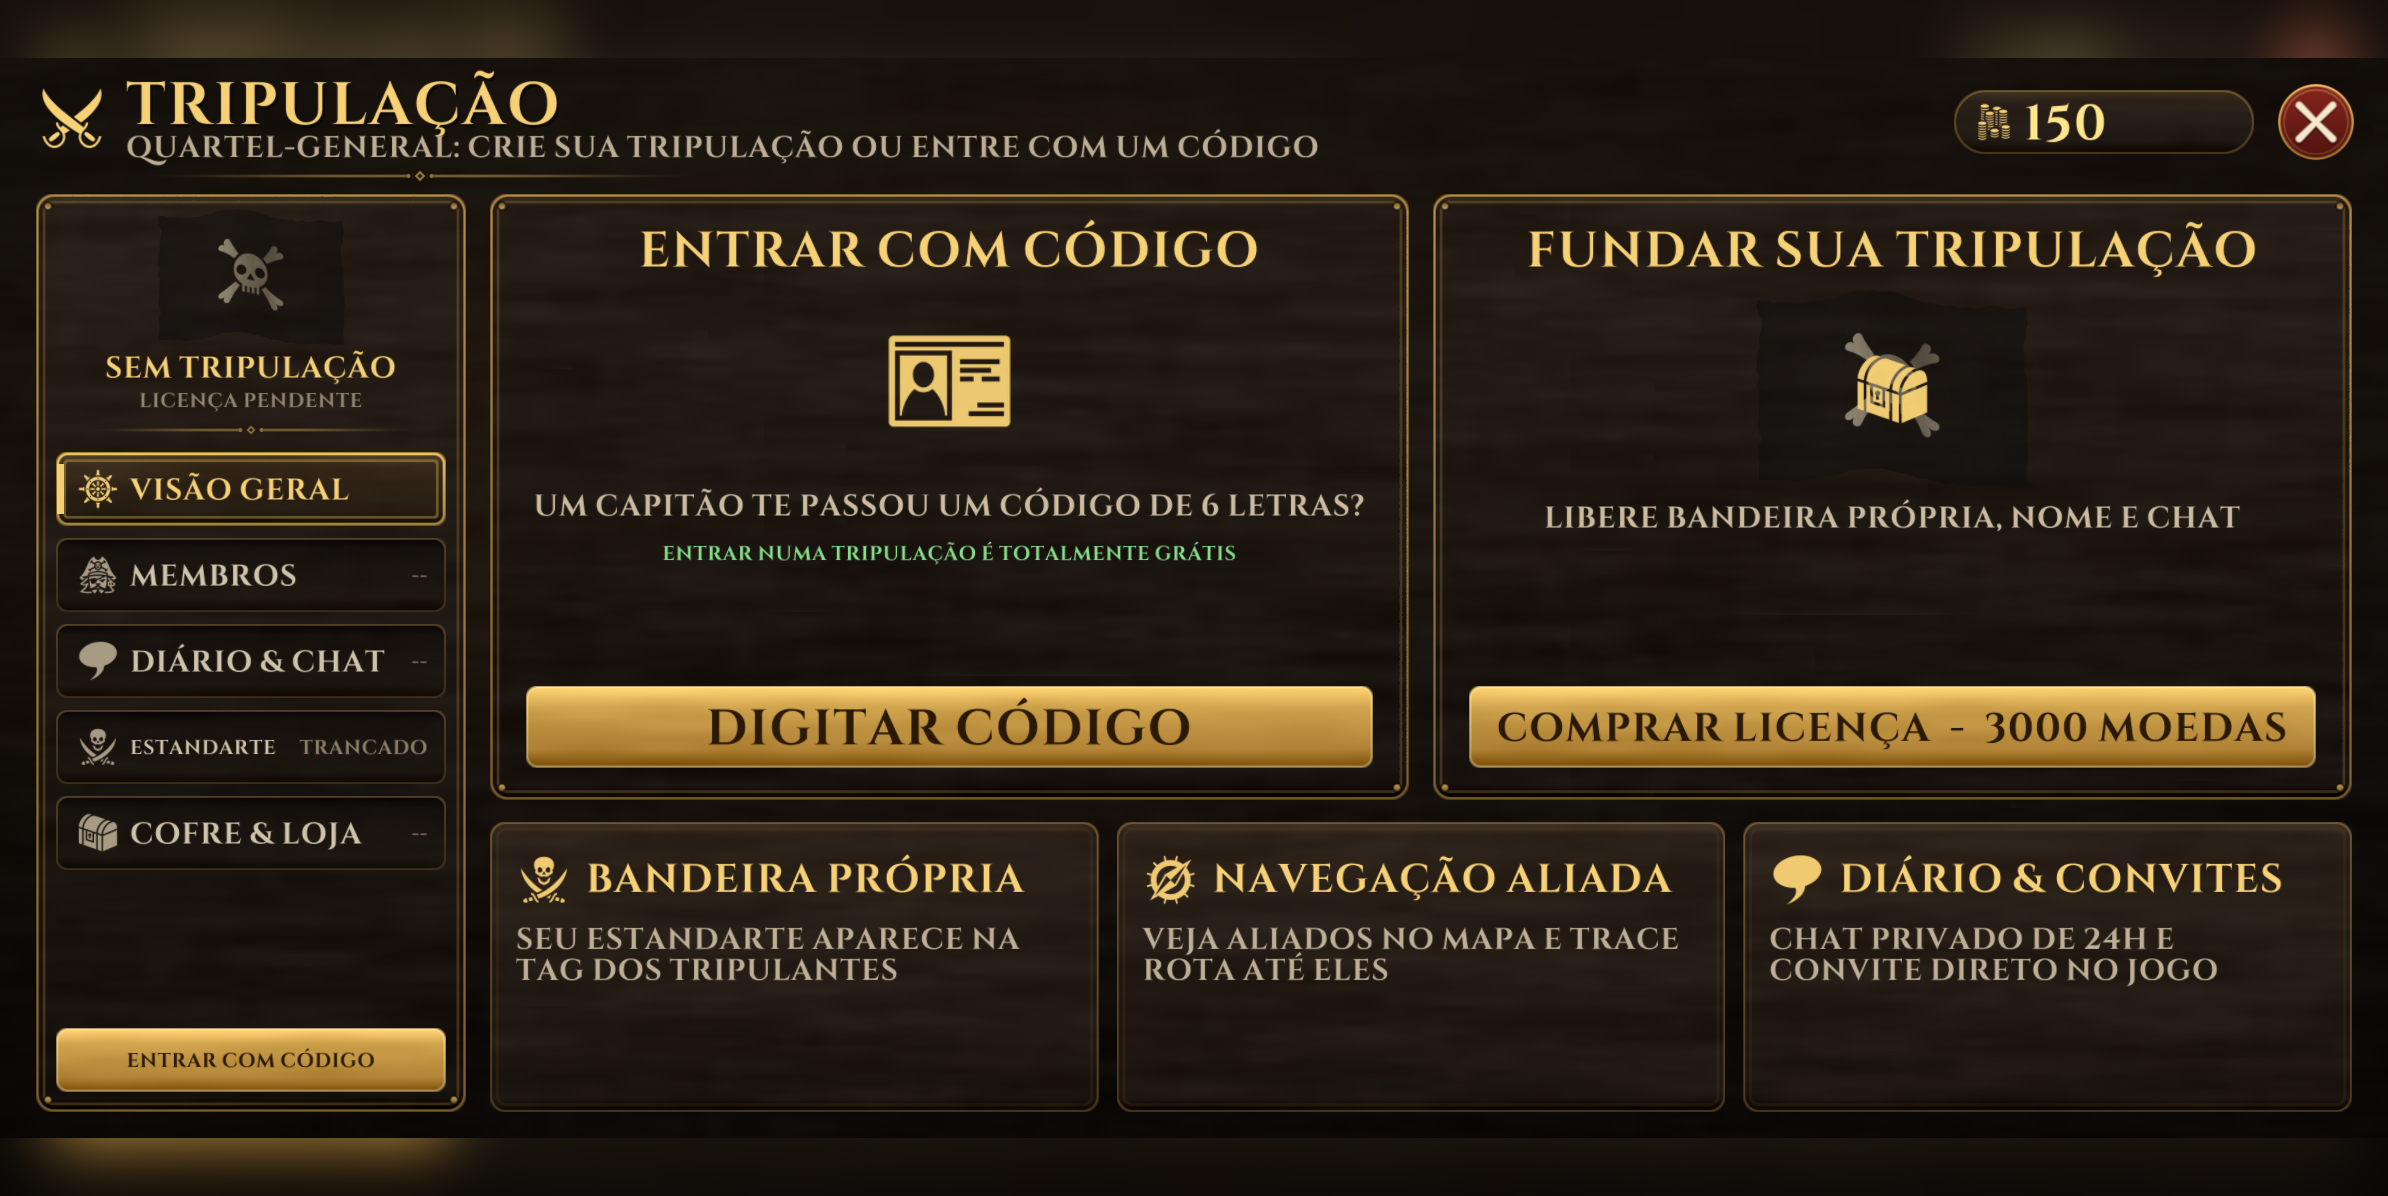 TRIPULAÇÃO
QUARTEL-GENERAL: CRIE SUA TRIPULAÇÃO OU ENTRE COM UM CÓDIGO
150
SEM TRIPULAÇÃO
LICENÇA PENDENTE
VISÃO GERAL
MEMBROS --
DIÁRIO & CHAT --
ESTANDARTE TRANCADO
COFRE & LOJA --
ENTRAR COM CÓDIGO
ENTRAR COM CÓDIGO
UM CAPITÃO TE PASSOU UM CÓDIGO DE 6 LETRAS?
ENTRAR NUMA TRIPULAÇÃO É TOTALMENTE GRÁTIS
DIGITAR CÓDIGO
FUNDAR SUA TRIPULAÇÃO
LIBERE BANDEIRA PRÓPRIA, NOME E CHAT
COMPRAR LICENÇA - 3000 MOEDAS
BANDEIRA PRÓPRIA
SEU ESTANDARTE APARECE NA
TAG DOS TRIPULANTES
NAVEGAÇÃO ALIADA
VEJA ALIADOS NO MAPA E TRACE
ROTA ATÉ ELES
DIÁRIO & CONVITES
CHAT PRIVADO DE 24H E
CONVITE DIRETO NO JOGO